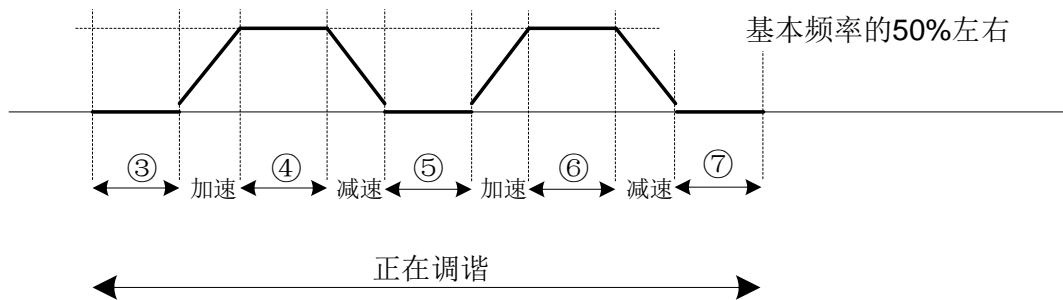 基本频率的50%左右
③ 加速 ④ 减速 ⑤ 加速 ⑥ 减速 ⑦
正在调谐